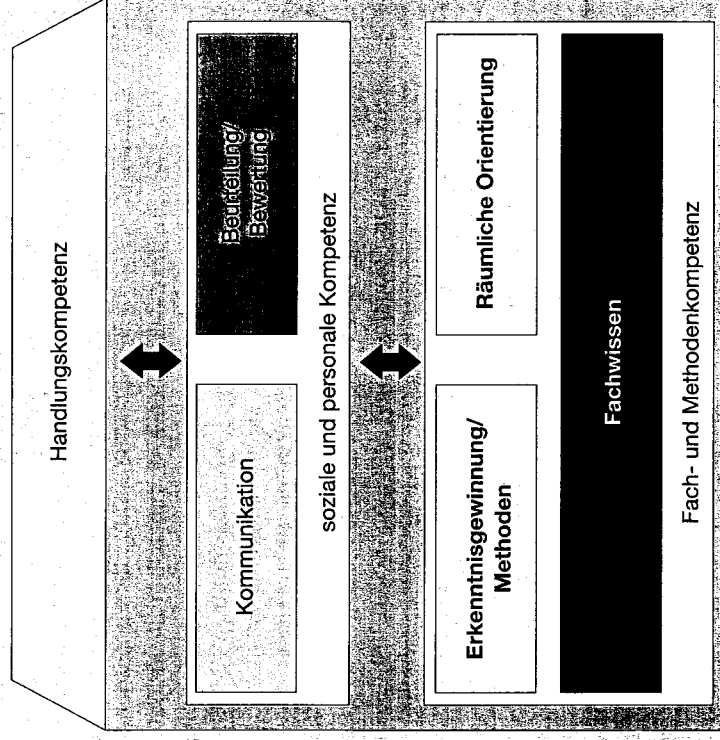 Handlungskompetenz
Kommunikation
Beurteilung/
Bewertung
soziale und personale Kompetenz
Erkenntnisgewinnung/
Methoden
Räumliche Orientierung
Fachwissen
Fach- und Methodenkompetenz